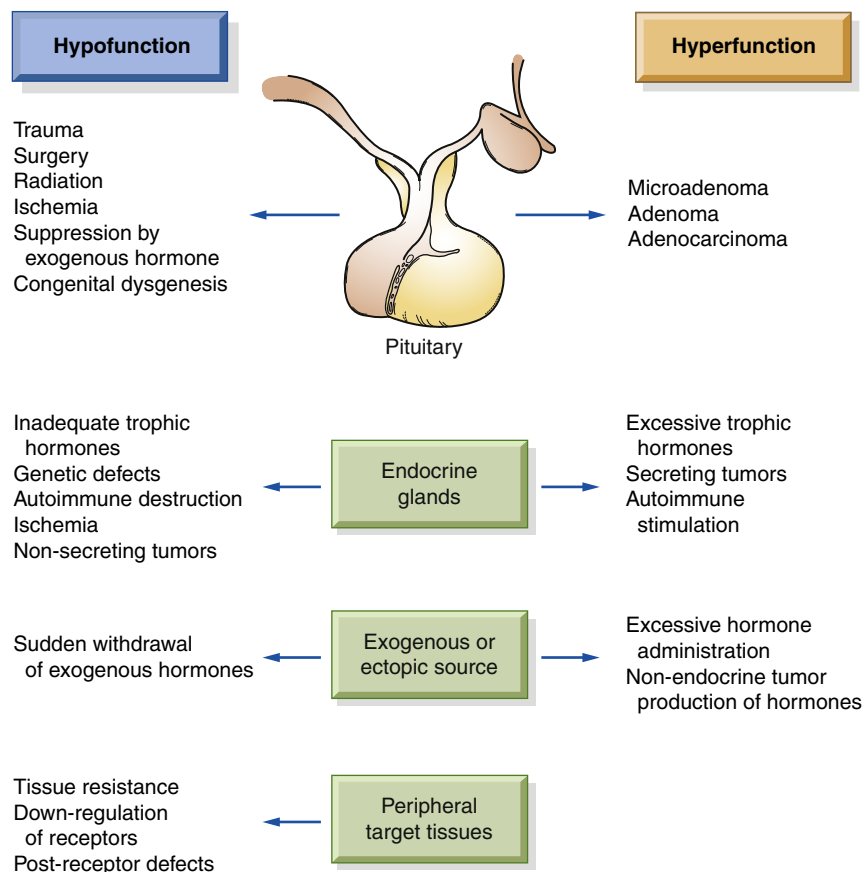 Hypofunction
Hyperfunction
Trauma
Surgery
Radiation
Ischemia
Suppression by
exogenous hormone
Congenital dysgenesis
Microadenoma
Adenoma
Adenocarcinoma
Pituitary
Inadequate trophic
hormones
Genetic defects
Autoimmune destruction
Ischemia
Non-secreting tumors
Endocrine
glands
Excessive trophic
hormones
Secreting tumors
Autoimmune
stimulation
Sudden withdrawal
of exogenous hormones
Exogenous or
ectopic source
Excessive hormone
administration
Non-endocrine tumor
production of hormones
Tissue resistance
Down-regulation
of receptors
Post-receptor defects
Peripheral
target tissues